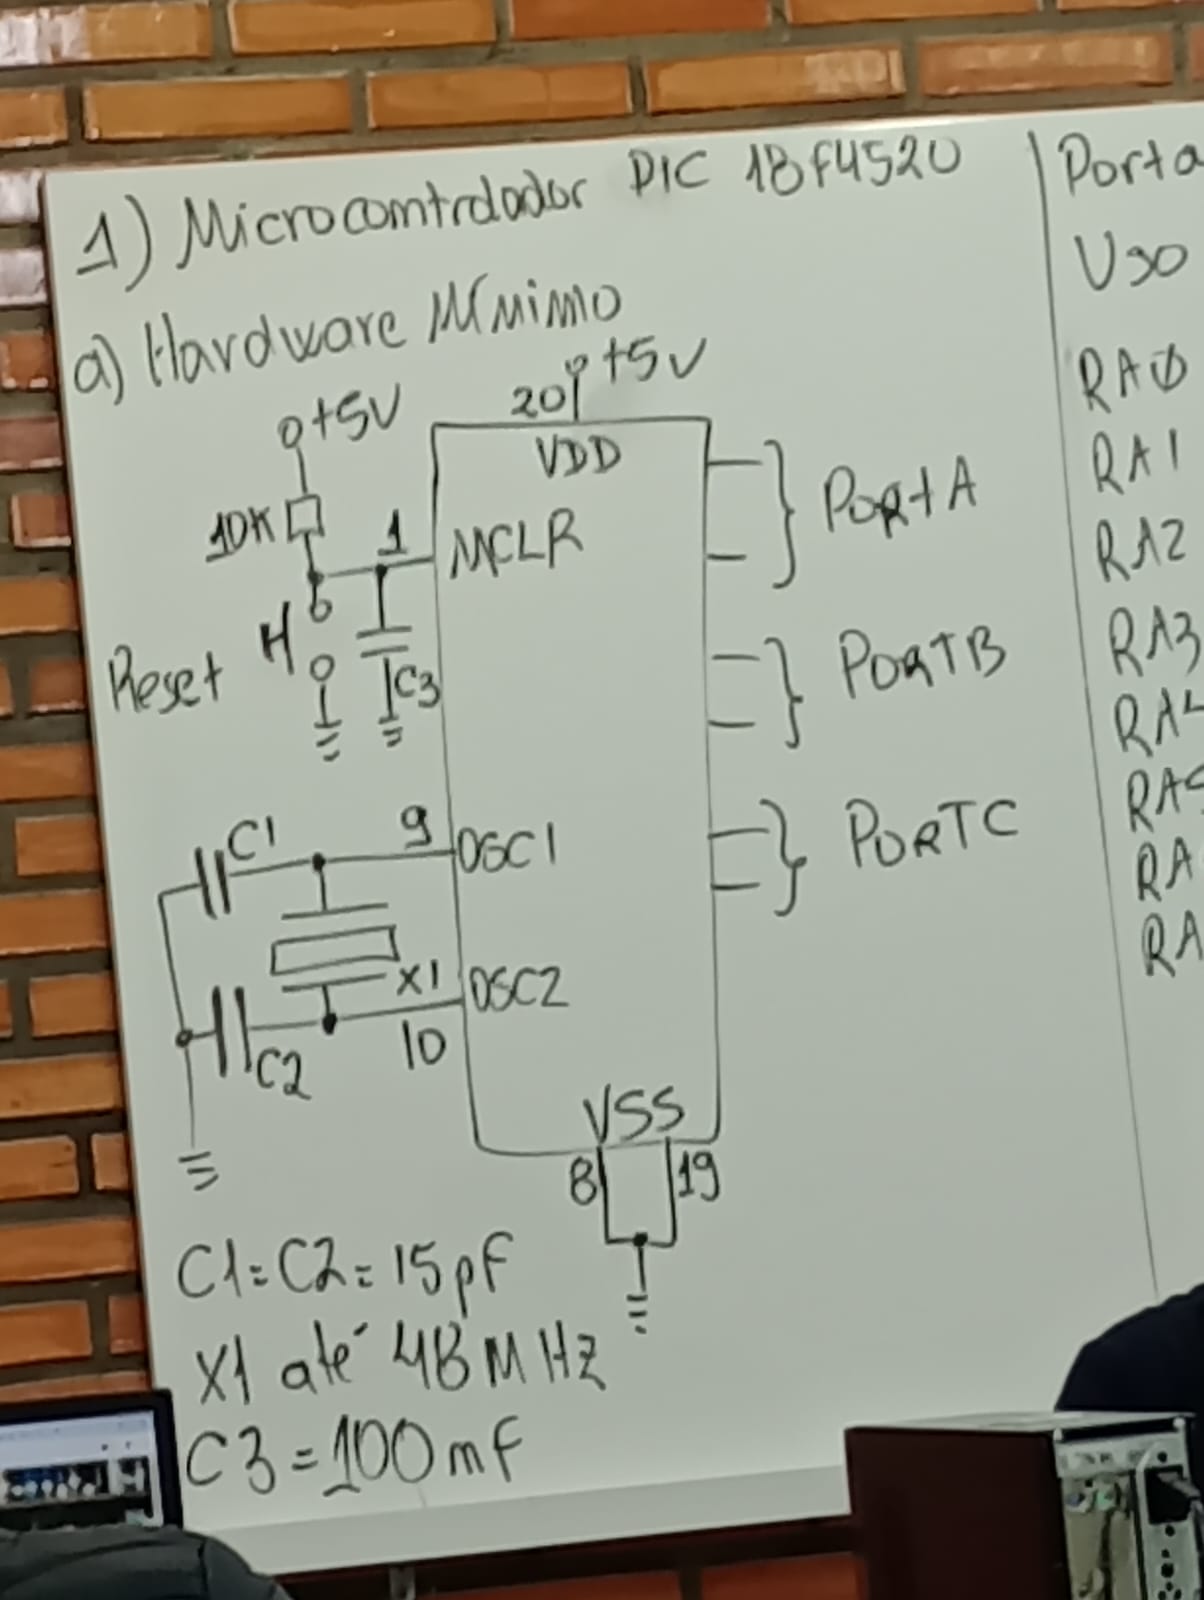 1) Microcontrolador PIC 18F4520
a) Hardware Mínimo
+5V
20 +5V
VDD
10K
1
MCLR
Reset
H
C3
PORTA
PORTB
PORTC
C1
9
OSC1
X1
OSC2
10
C2
VSS
8
19
C1=C2=15pF
X1 até 48MHz
C3=100nF
Porta
Uso
RA0
RA1
RA2
RA3
RA4
RA
RA
RA